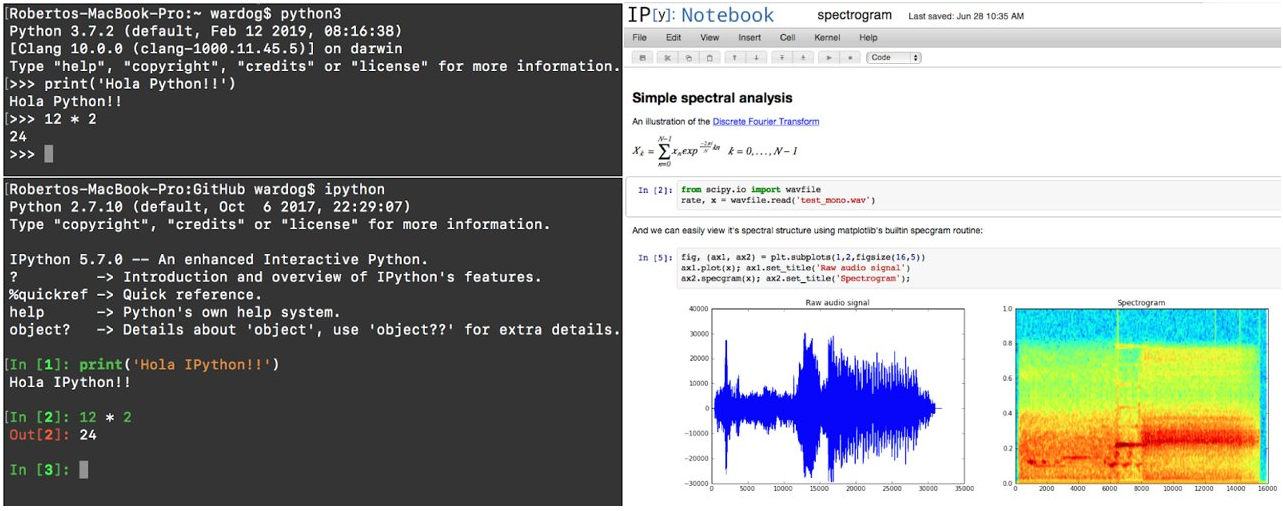 [Robertos-MacBook-Pro:~ wardog$ python3
Python 3.7.2 (default, Feb 12 2019, 08:16:38)
[Clang 10.0.0 (clang-1000.11.45.5)] on darwin
Type "help", "copyright", "credits" or "license" for more information.
[>>> print('Hola Python!!')
Hola Python!!
[>>> 12 * 2
24
>>>
[Robertos-MacBook-Pro:GitHub wardog$ ipython
Python 2.7.10 (default, Oct  6 2017, 22:29:07)
Type "copyright", "credits" or "license" for more information.
IPython 5.7.0 -- An enhanced Interactive Python.
?         -> Introduction and overview of IPython's features.
%quickref -> Quick reference.
help      -> Python's own help system.
object?   -> Details about 'object', use 'object??' for extra details.
[In [1]: print('Hola IPython!!')
Hola IPython!!
[In [2]: 12 * 2
Out[2]: 24
In [3]:
IP[y]: Notebook spectrogram Last saved: Jun 28 10:35 AM
File Edit View Insert Cell Kernel Help
Code
Simple spectral analysis
An illustration of the Discrete Fourier Transform
X_k = ∑_{n=0}^{N-1} x_n exp^{\frac{-2πi}{N} kn} k = 0, . . . , N − 1
In [2]: from scipy.io import wavfile
rate, x = wavfile.read('test_mono.wav')
And we can easily view it's spectral structure using matplotlib's builtin specgram routine:
In [5]: fig, (ax1, ax2) = plt.subplots(1,2,figsize(16,5))
ax1.plot(x); ax1.set_title('Raw audio signal')
ax2.specgram(x); ax2.set_title('Spectrogram');
Raw audio signal
40000
30000
20000
10000
0
−10000
−20000
−30000
0 5000 10000 15000 20000 25000 30000 35000
Spectrogram
1.0
0.8
0.6
0.4
0.2
0.0
0 2000 4000 6000 8000 10000 12000 14000 16000